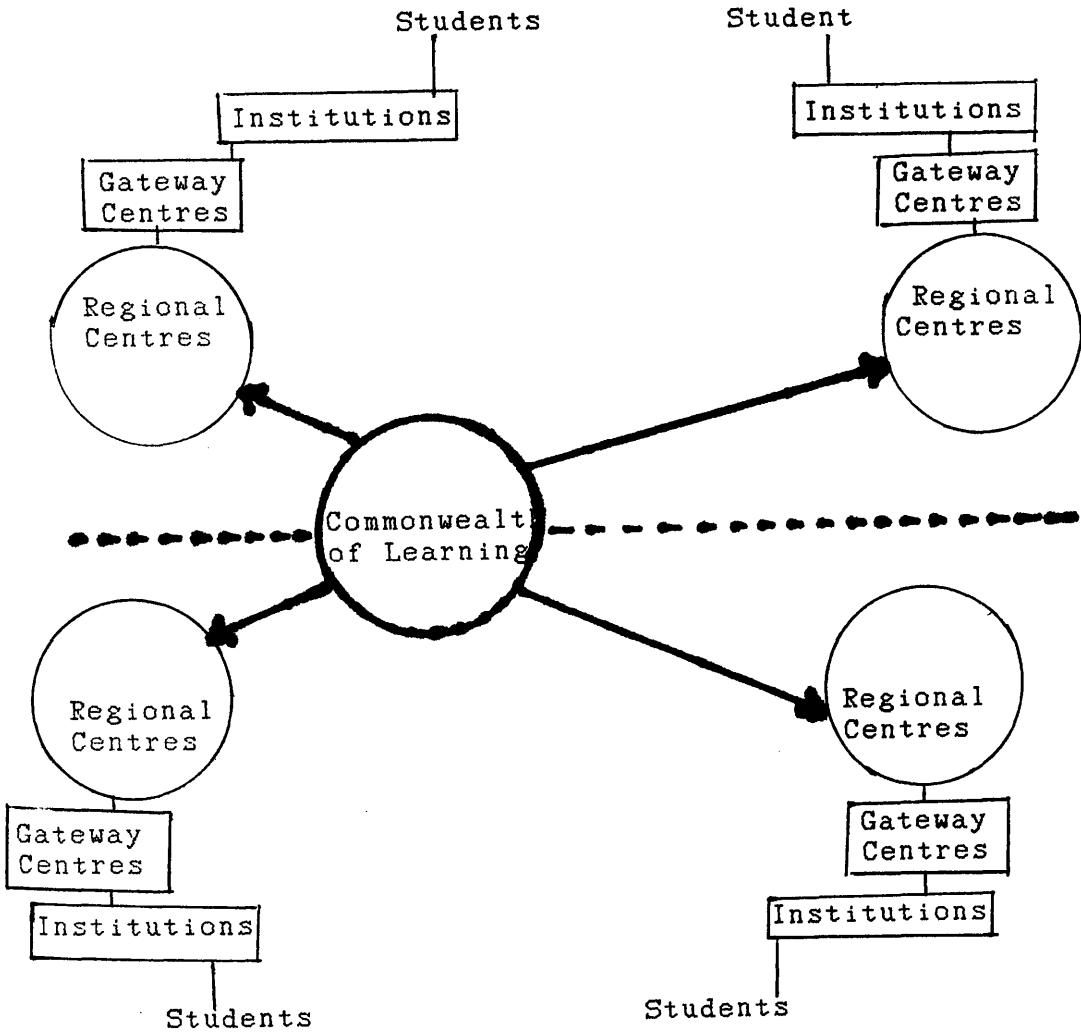 Students
Student
Institutions
Institutions
Gateway
Centres
Gateway
Centres
Regional
Centres
Regional
Centres
Commonwealth
of Learning
Regional
Centres
Regional
Centres
Gateway
Centres
Gateway
Centres
Institutions
Institutions
Students
Students